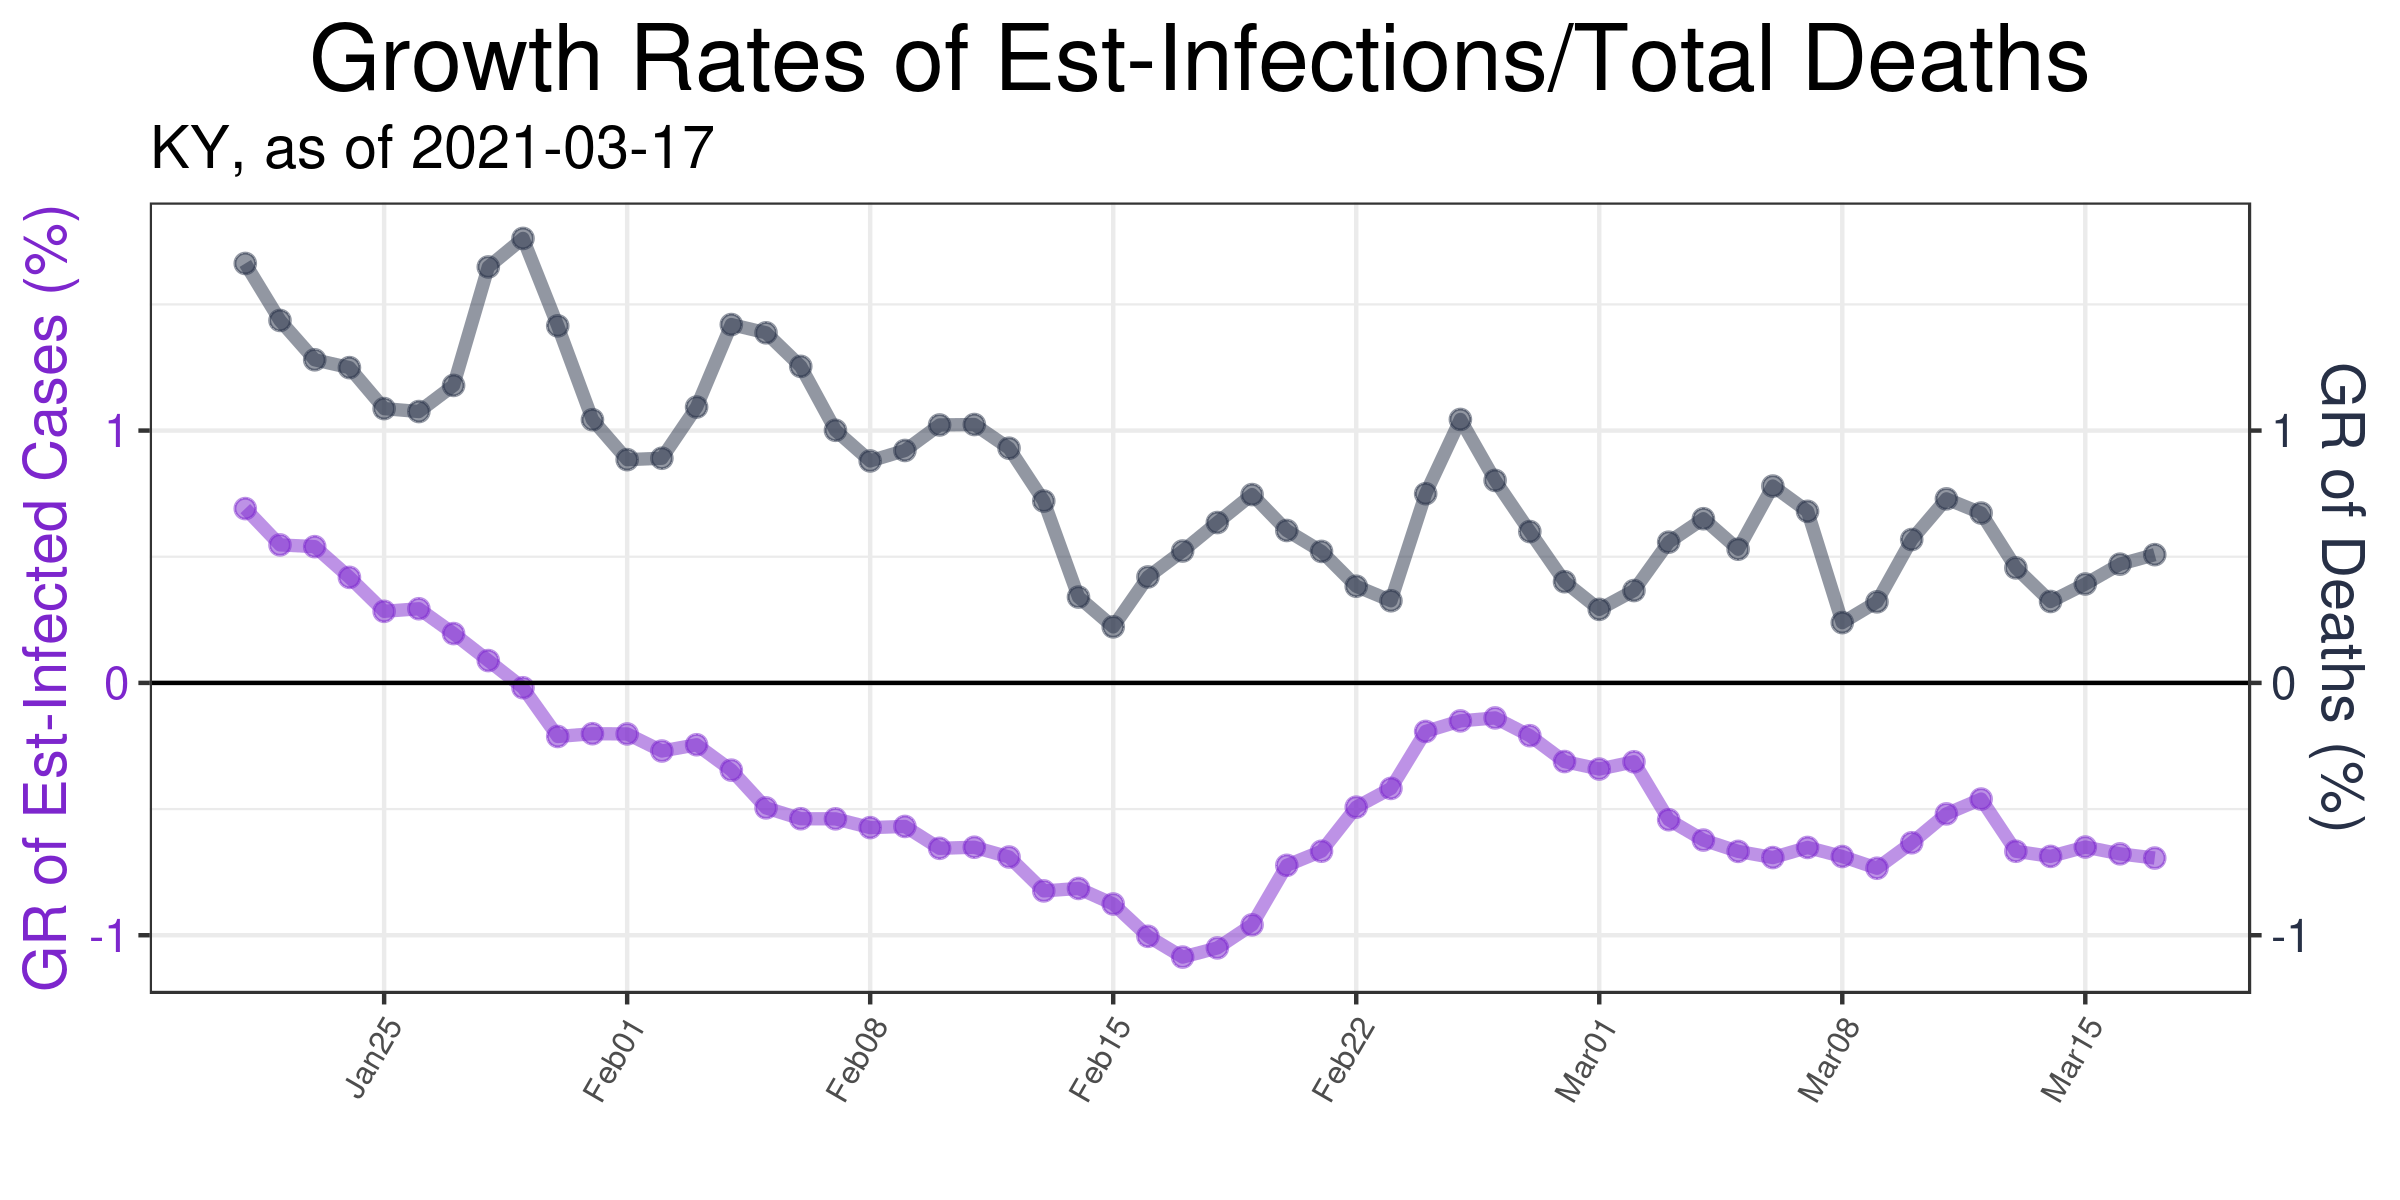 Growth Rates of Est-Infections/Total Deaths
KY, as of 2021-03-17
GR of Est-Infected Cases (%)
1
0
-1
1
0
-1
GR of Deaths (%)
Jan25
Feb01
Feb08
Feb15
Feb22
Mar01
Mar08
Mar15